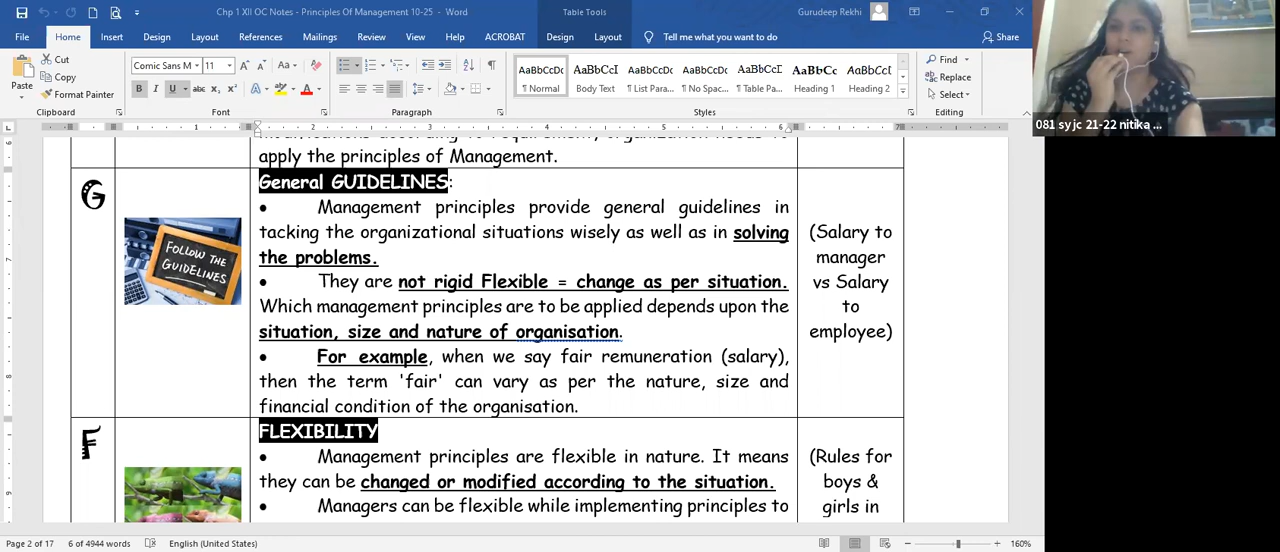 Chp 1 XII OC Notes - Principles Of Management 10-25 - Word
Table Tools
Gurudeep Rekhi
File Home Insert Design Layout References Mailings Review View ACROBAT Design Layout Tell me what you want to do Share
Paste
Cut
Copy
Format Painter
Clipboard
Comic Sans M 11
Font
Paragraph
AaBbCcDc ¶ Normal
AaBbCcI Body Text
AaBbCcDc ¶ List Para...
AaBbCcDc ¶ No Spac...
AaBbCcI ¶ Table Pa...
AaBbCc Heading 1
AaBbCcl Heading 2
Styles
Find
Replace
Select
Editing
081 syjc 21-22 nitika ...
apply the principles of Management.
G
FOLLOW THE
GUIDELINES
General GUIDELINES:
• Management principles provide general guidelines in
tacking the organizational situations wisely as well as in solving
the problems.
• They are not rigid Flexible = change as per situation.
Which management principles are to be applied depends upon the
situation, size and nature of organisation.
• For example, when we say fair remuneration (salary),
then the term 'fair' can vary as per the nature, size and
financial condition of the organisation.
(Salary to
manager
vs Salary
to
employee)
F
FLEXIBILITY
• Management principles are flexible in nature. It means
they can be changed or modified according to the situation.
• Managers can be flexible while implementing principles to
(Rules for
boys &
girls in
Page 2 of 17 6 of 4944 words English (United States) 160%